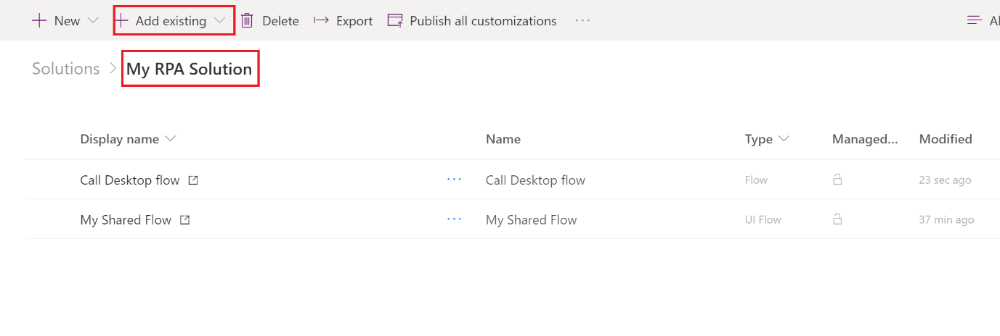 New Add existing Delete Export Publish all customizations ··· Al
Solutions > My RPA Solution
Display name Name Type Managed... Modified
Call Desktop flow ··· Call Desktop flow Flow 23 sec ago
My Shared Flow ··· My Shared Flow UI Flow 37 min ago